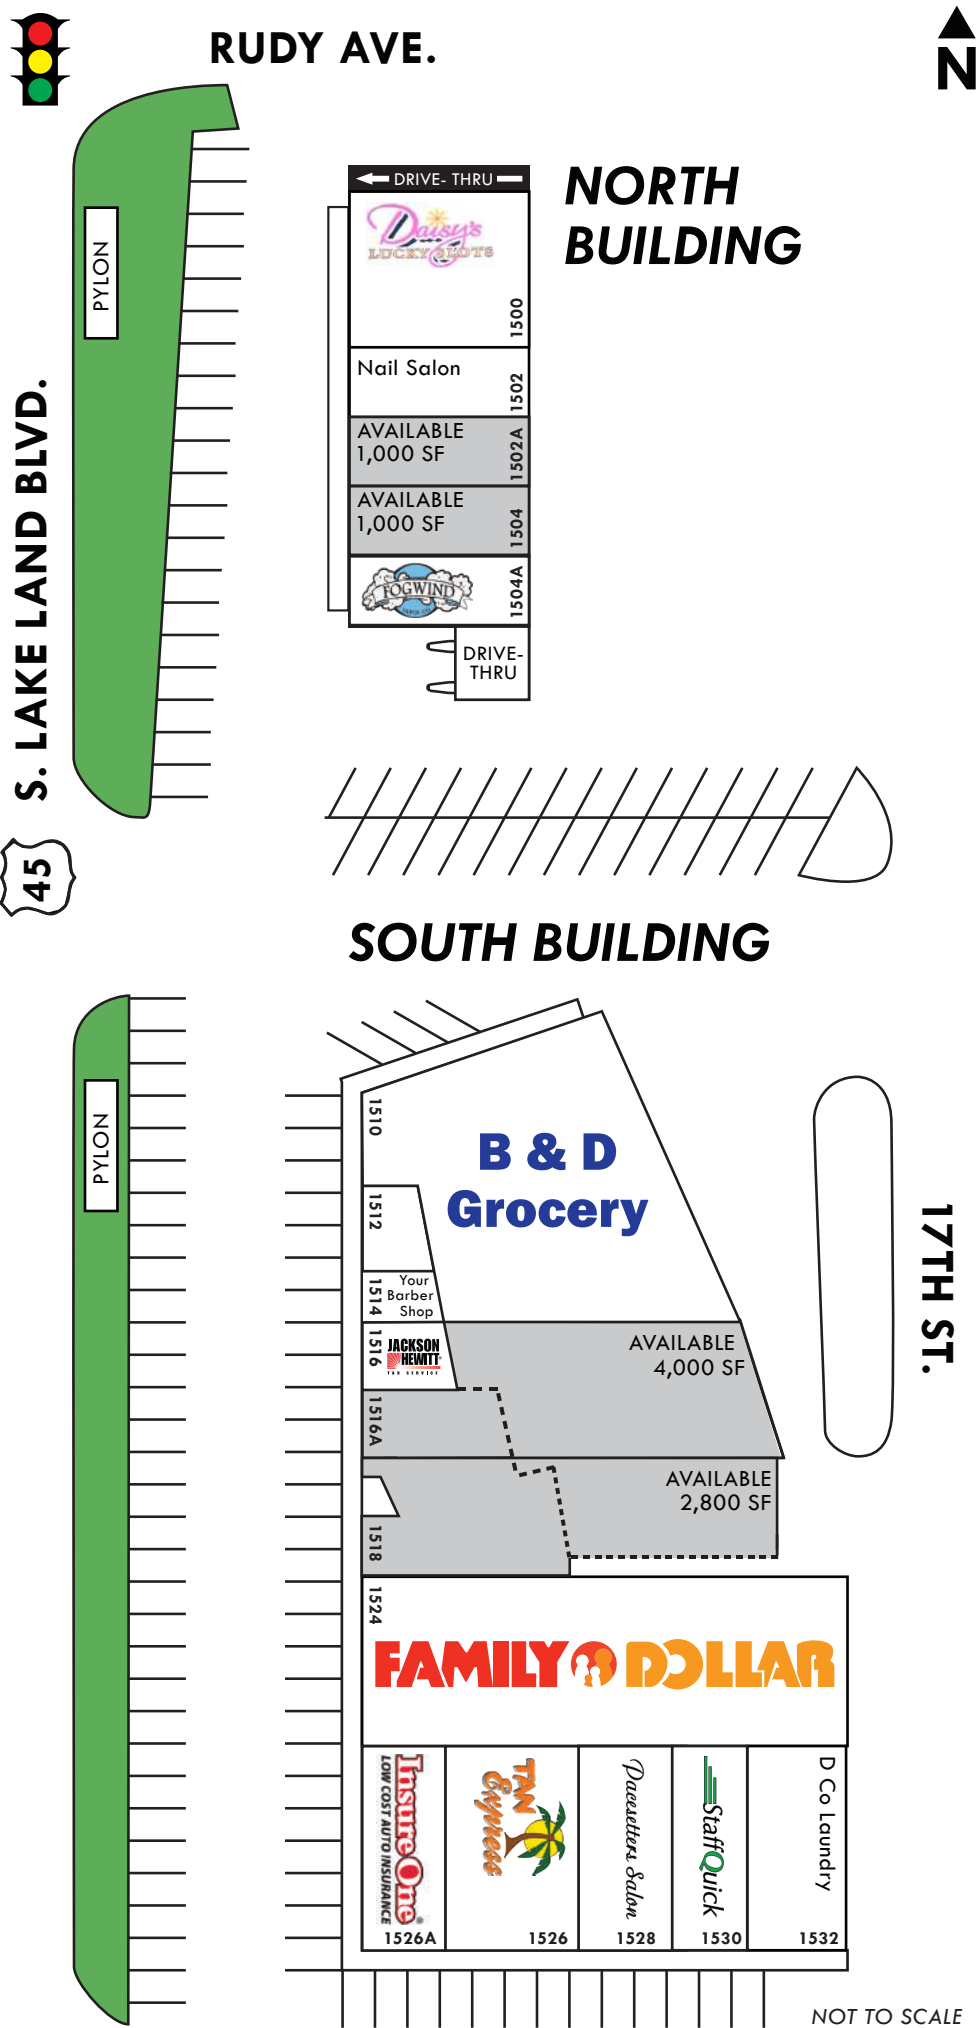 RUDY AVE.
N
NORTH
BUILDING
DRIVE- THRU
Daisy's
LUCKY SLOTS
1500
PYLON
Nail Salon
1502
AVAILABLE
1,000 SF
1502A
AVAILABLE
1,000 SF
1504
FOGWIND
1504A
DRIVE-
THRU
S. LAKE LAND BLVD.
45
SOUTH BUILDING
PYLON
1510
B & D
Grocery
1512
1514
Your
Barber
Shop
1516
JACKSON
HEWITT
TAX SERVICE
AVAILABLE
4,000 SF
1516A
AVAILABLE
2,800 SF
1518
17TH ST.
1524
FAMILY DOLLAR
InsureOne
LOW COST AUTO INSURANCE
1526A
TAN
Express
1526
Pacesetters Salon
1528
StaffQuick
1530
D Co Laundry
1532
NOT TO SCALE